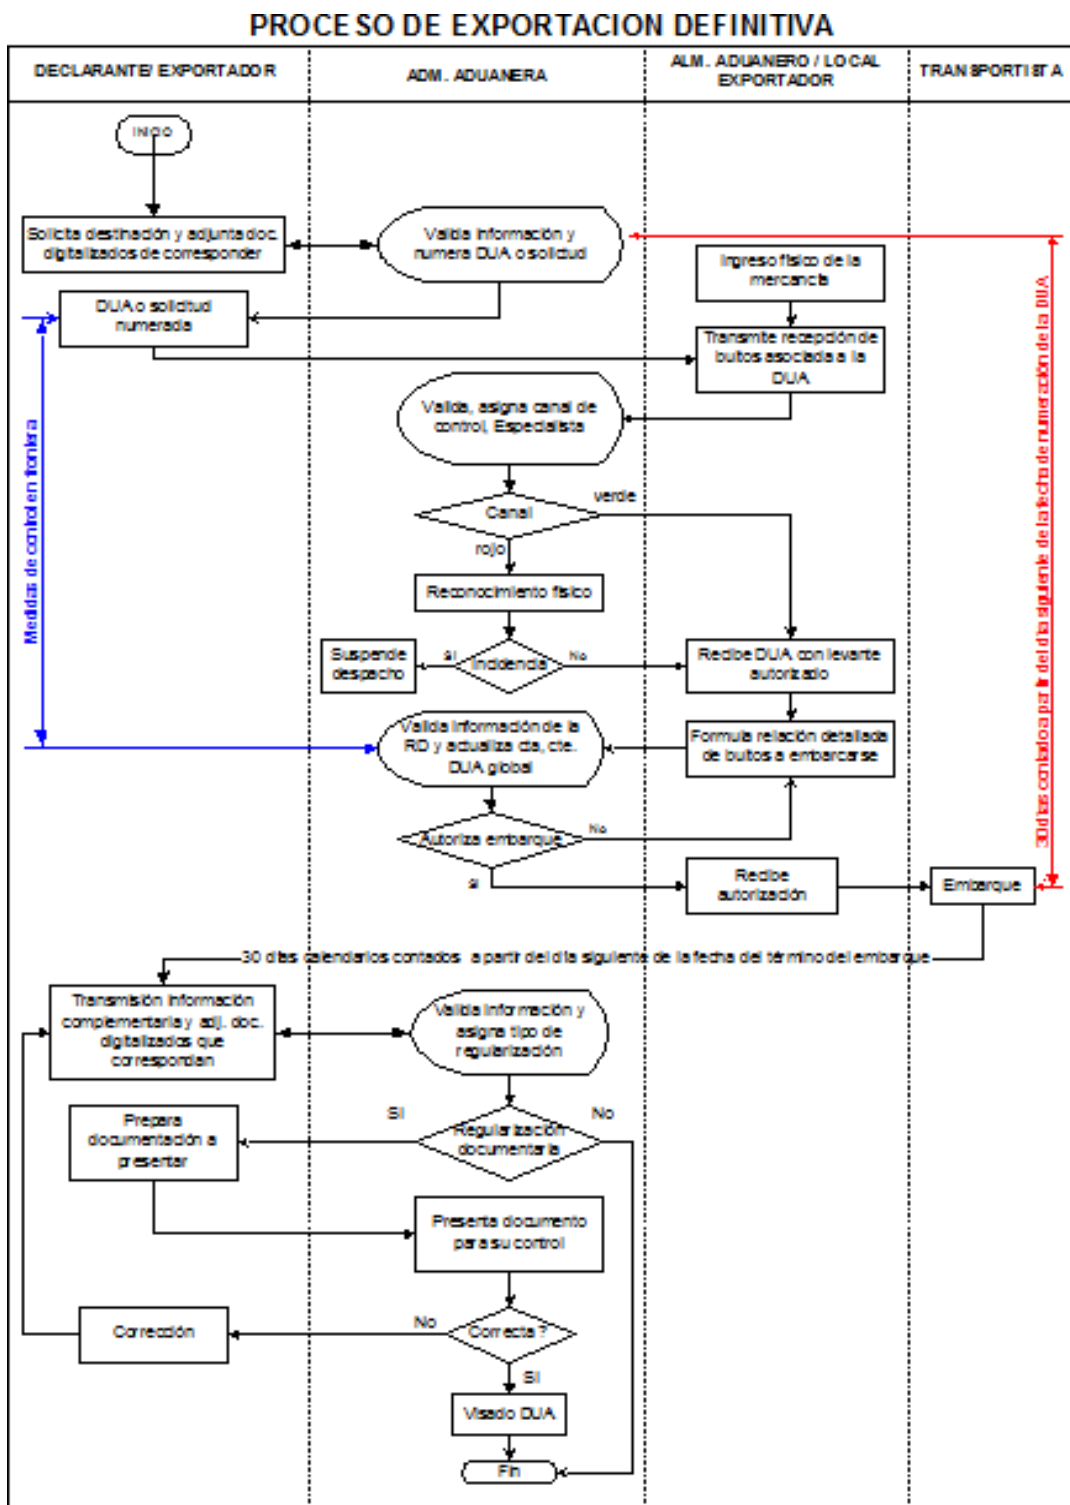 PROCESO DE EXPORTACION DEFINITIVA
DECLARANTE/ EXPORTADOR
ADM. ADUANERA
ALM. ADUANERO / LOCAL
EXPORTADOR
TRANSPORTISTA
INICIO
Solicita destinación y adjunta doc.
digitalizados de corresponder
Valida información y
numera DUA o solicitud
Ingreso físico de la
mercancía
DUA o solicitud
numerada
Transmite recepción de
bultos asociada a la
DUA
Valida, asigna canal de
control, Especialista
Canal
verde
rojo
Reconocimiento físico
Suspende
despacho
SI
Incidencia
No
Recibe DUA con levante
autorizado
Valida información de la
RD y actualiza cta, cte.
DUA global
Formula relación detallada
de bultos a embarcarse
Autoriza embarque
No
si
Recibe
autorización
Embarque
Medidas de control en frontera
30 días contado a partir del día siguiente de la fecha de numeración de la DUA
30 días calendarios contados a partir del día siguiente de la fecha del término del embarque
Transmisión información
complementaria y adj. doc.
digitalizados que
correspondan
Valida información y
asigna tipo de
regularización
SI
No
Prepara
documentación a
presentar
Regularización
documentaria
Presenta documento
para su control
Corrección
No
Correcta ?
SI
Visado DUA
Fin